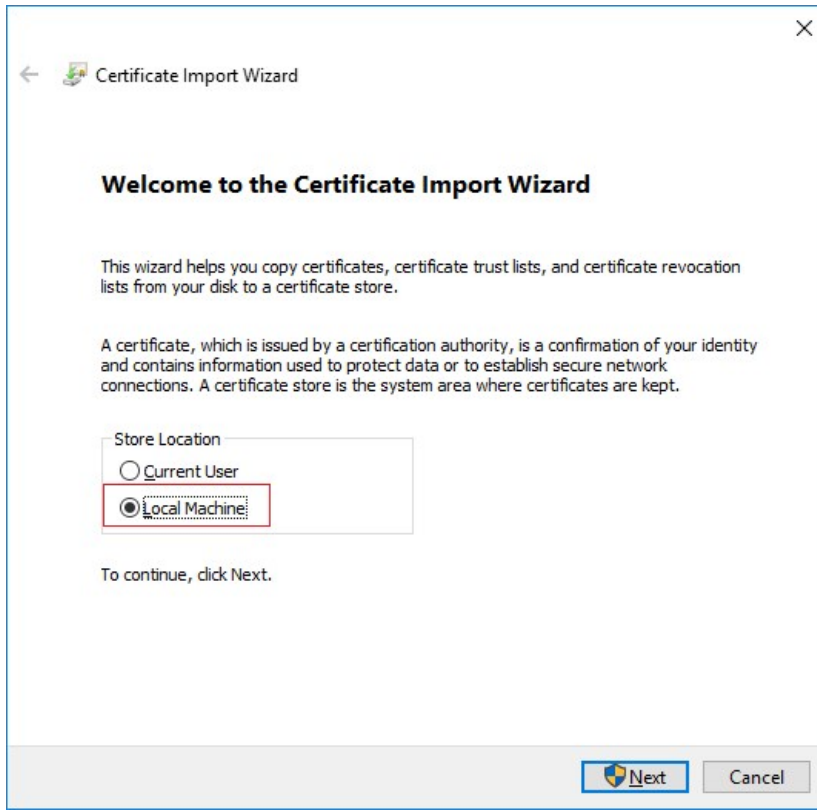 Certificate Import Wizard
Welcome to the Certificate Import Wizard
This wizard helps you copy certificates, certificate trust lists, and certificate revocation
lists from your disk to a certificate store.
A certificate, which is issued by a certification authority, is a confirmation of your identity
and contains information used to protect data or to establish secure network
connections. A certificate store is the system area where certificates are kept.
Store Location
Current User
Local Machine
To continue, click Next.
Next Cancel